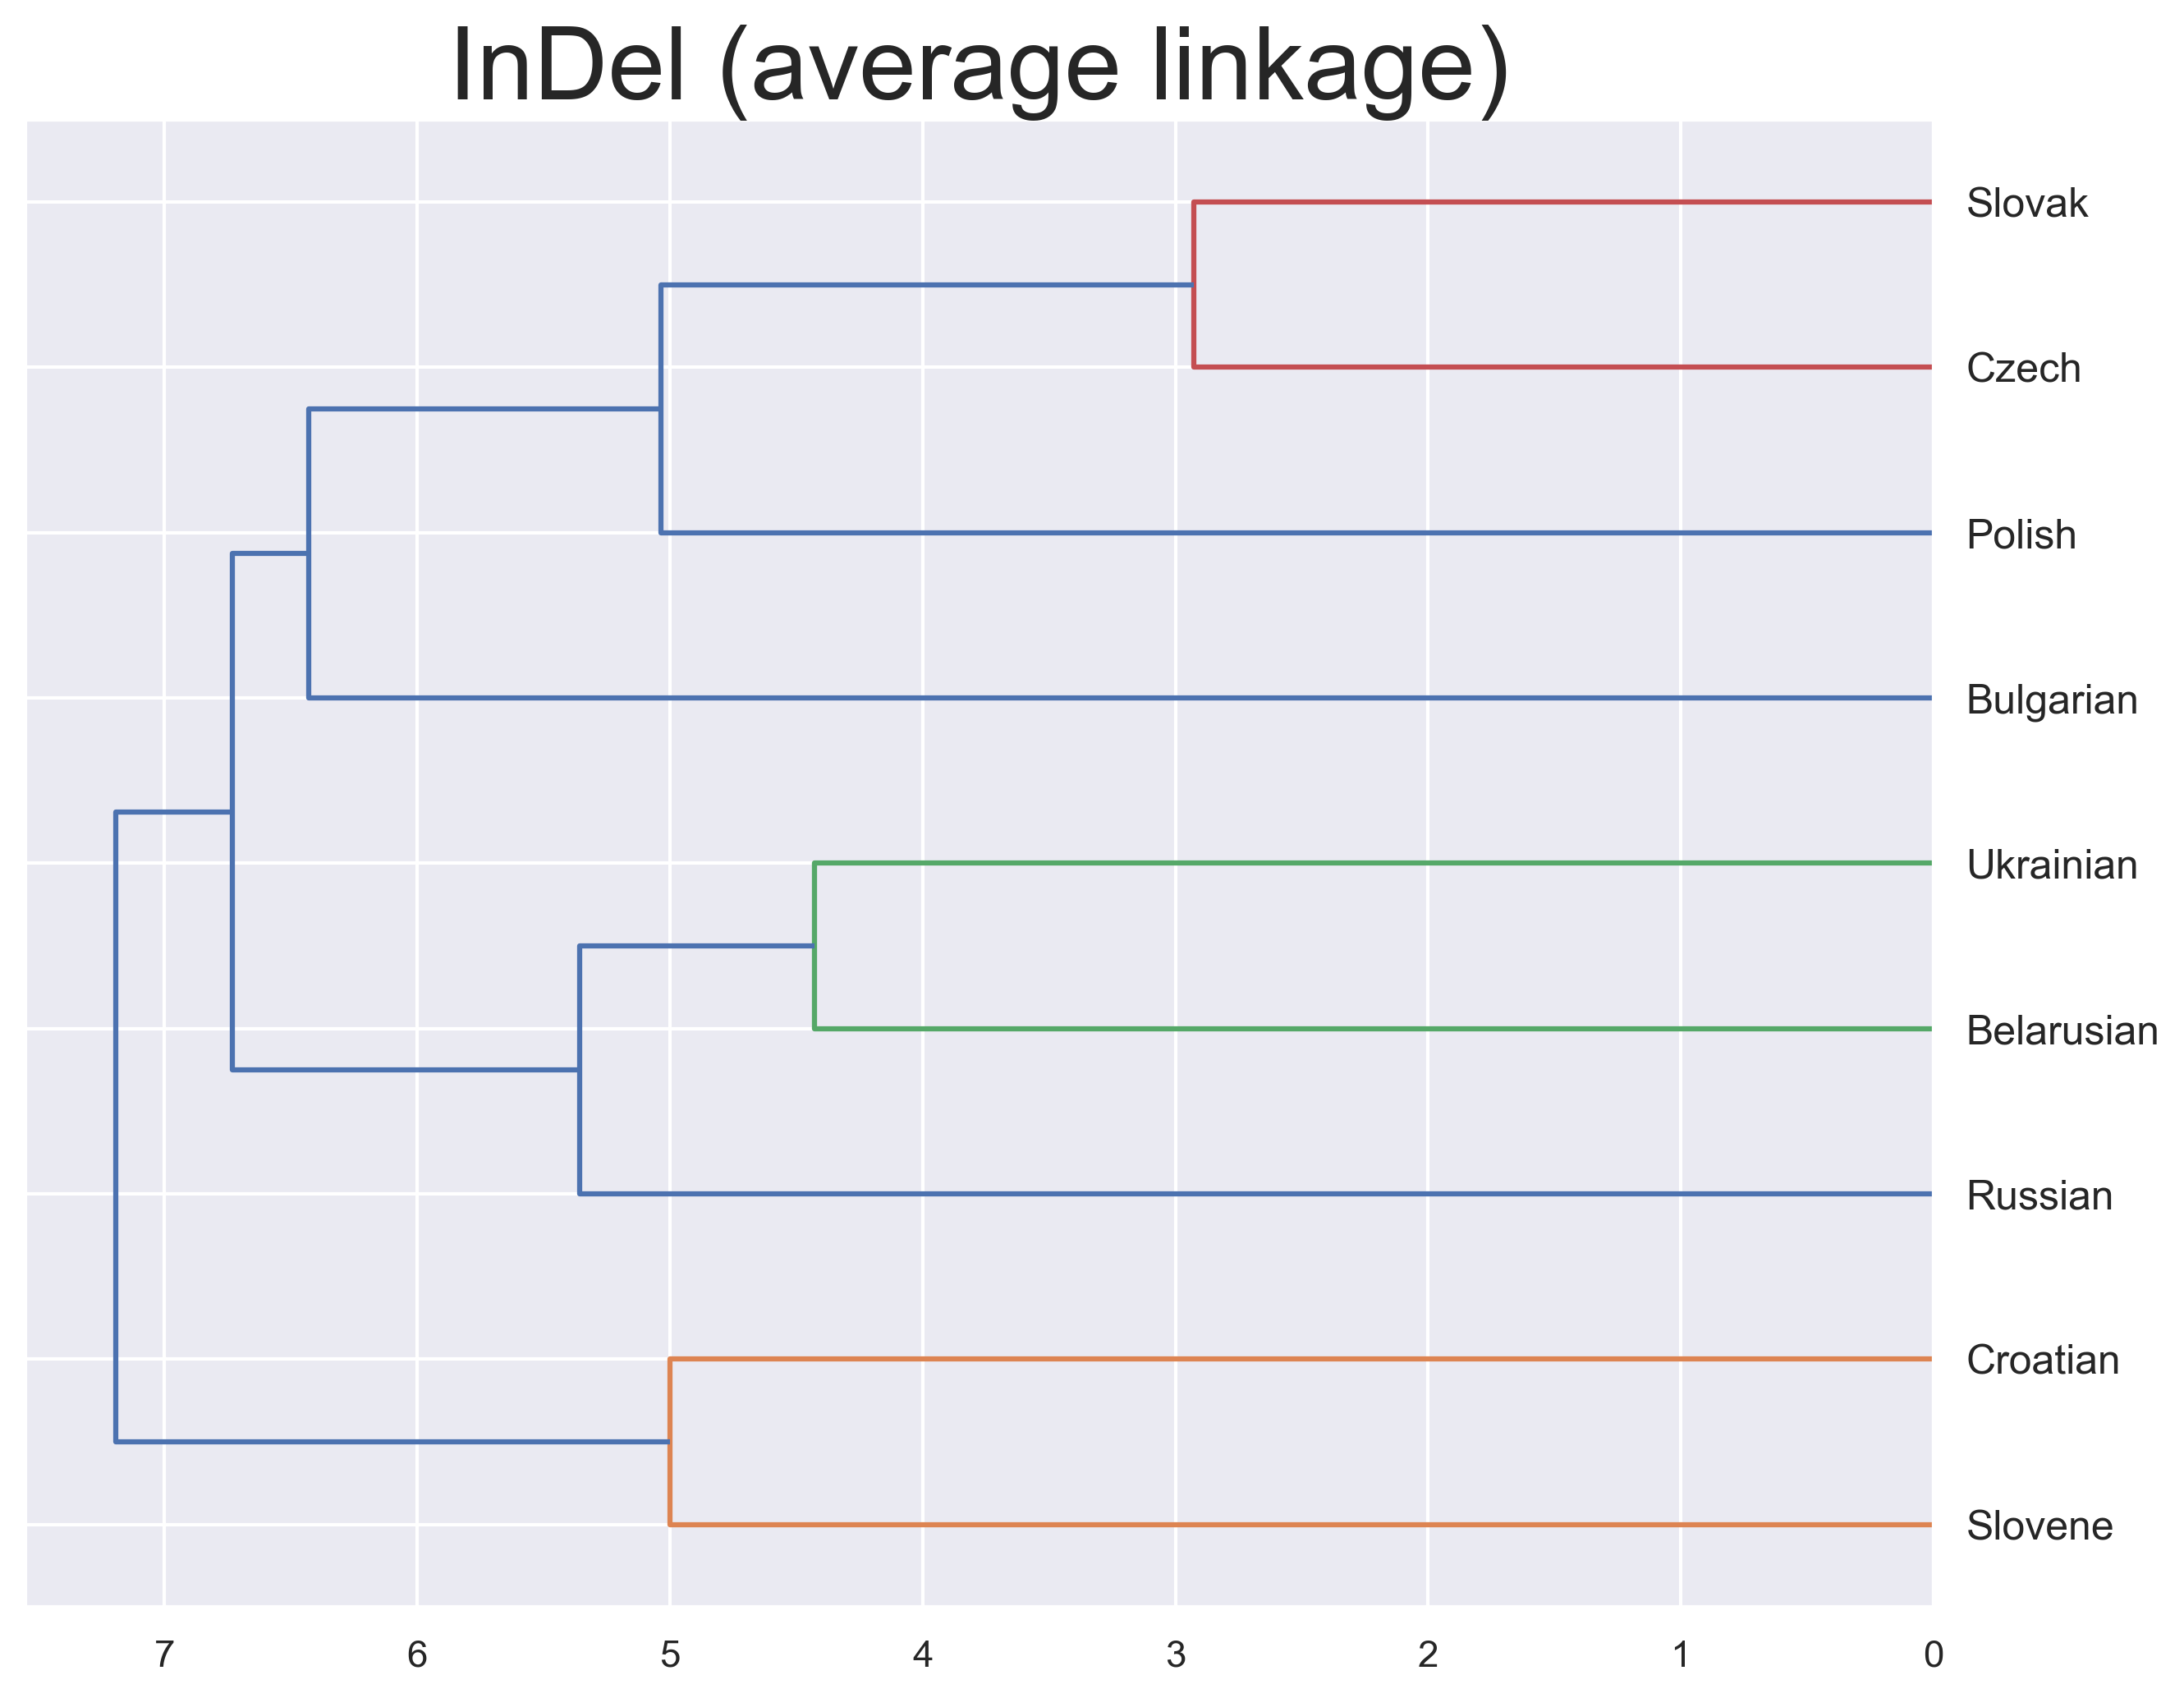 InDel (average linkage)
Slovak
Czech
Polish
Bulgarian
Ukrainian
Belarusian
Russian
Croatian
Slovene
7 6 5 4 3 2 1 0